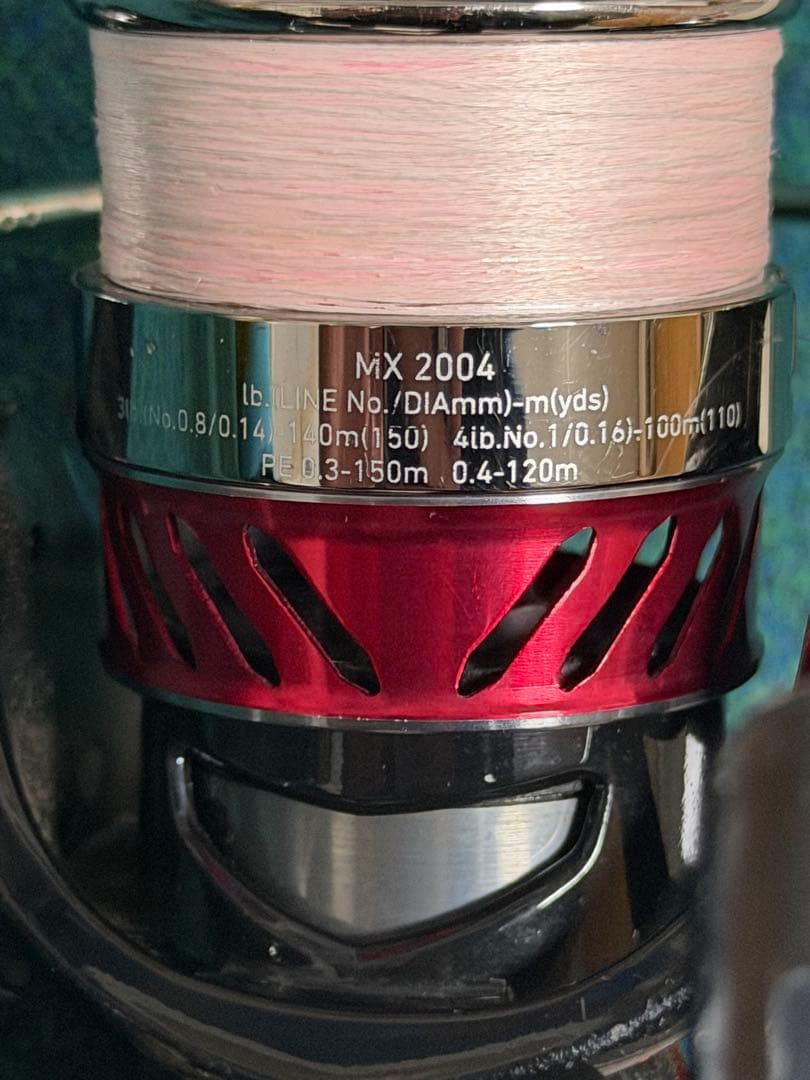 MX 2004
lb.(LINE No./DIAmm)-m(yds)
3lb.(No.0.8/0.14)-140m(150) 4lb.No.1/0.16)-100m(110)
PE 0.3-150m 0.4-120m